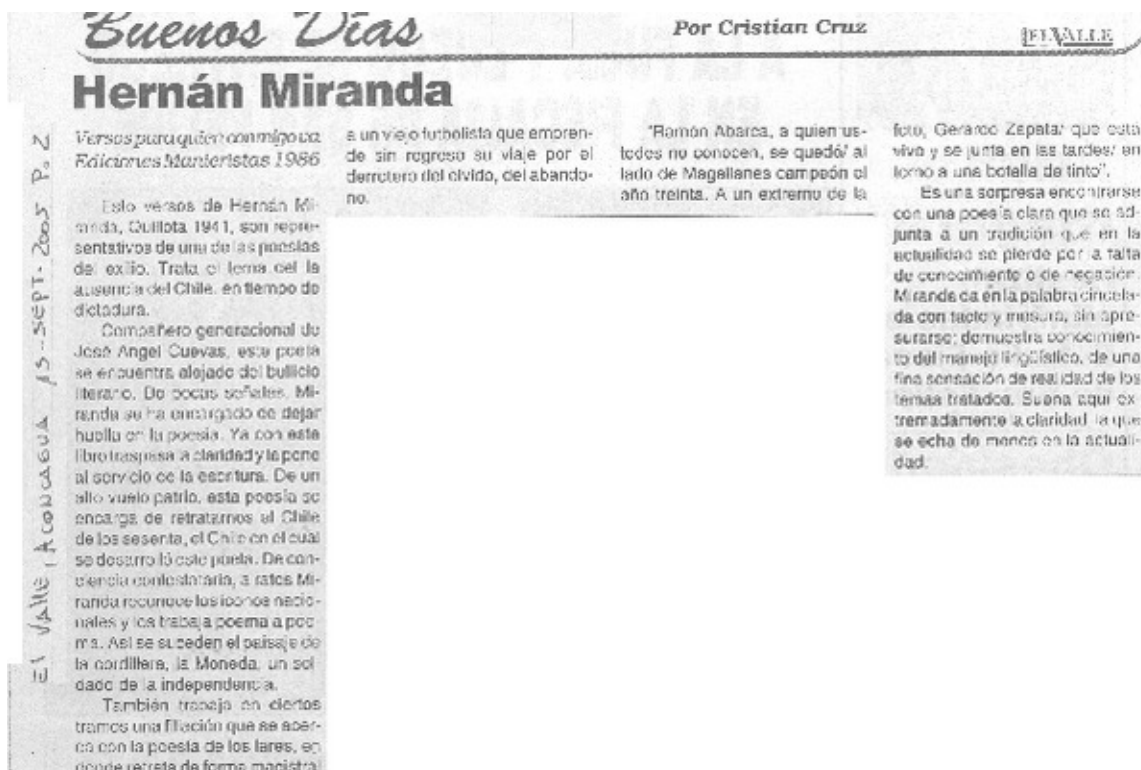 Buenos Días
Por Cristian Cruz
EL VALLE
Hernán Miranda
Versos para quien conmigo va
Ediciones Manieristas 1986
Esto versos de Hernán Mi-
randa, Quillota 1941, son repre-
sentativos de una de las poesías
del exilio. Trata el tema del la
ausencia del Chile, en tiempo de
dictadura.
Compañero generacional de
José Angel Cuevas, este poeta
se encuentra alejado del bullicio
literario. De pocas señales, Mi-
randa se ha encargado de dejar
huella en la poesía. Ya con este
libro traspasa la claridad y la pone
al servicio de la escritura. De un
alto vuelo patrio, esta poesía se
encarga de retratarnos al Chile
de los sesenta, el Chile en el cual
se desarrolló este poeta. De con-
ciencia contestataria, a ratos Mi-
randa reconoce los iconos nacio-
nales y los trabaja poema a poe-
ma. Así se suceden el paisaje de
la cordillera, la Moneda, un sol-
dado de la independencia.
También trabaja en ciertos
tramos una filiación que se acer-
ca con la poesía de los lares, en
donde retrata de forma magistral
a un viejo futbolista que empren-
de sin regreso su viaje por el
derrotero del olvido, del abando-
no.
"Ramón Abarca, a quien us-
tedes no conocen, se quedó/ al
lado de Magallanes campeón el
año treinta. A un extremo de la
foto, Gerardo Zapata/ que esta
vivo y se junta en las tardes/ en
torno a una botella de tinto".
Es una sorpresa encontrarse
con una poesía clara que se ad-
junta a un tradición que en la
actualidad se pierde por la falta
de conocimiento o de negación.
Miranda da en la palabra cincela-
da con tacto y mesura, sin apre-
surarse; demuestra conocimien-
to del manejo lingüístico, de una
fina sensación de realidad de los
temas tratados. Suena aquí ex-
tremadamente la claridad la que
se echa de menos en la actuali-
dad.
El Valle, Aconcagua 15-Sept-2005 P. 2